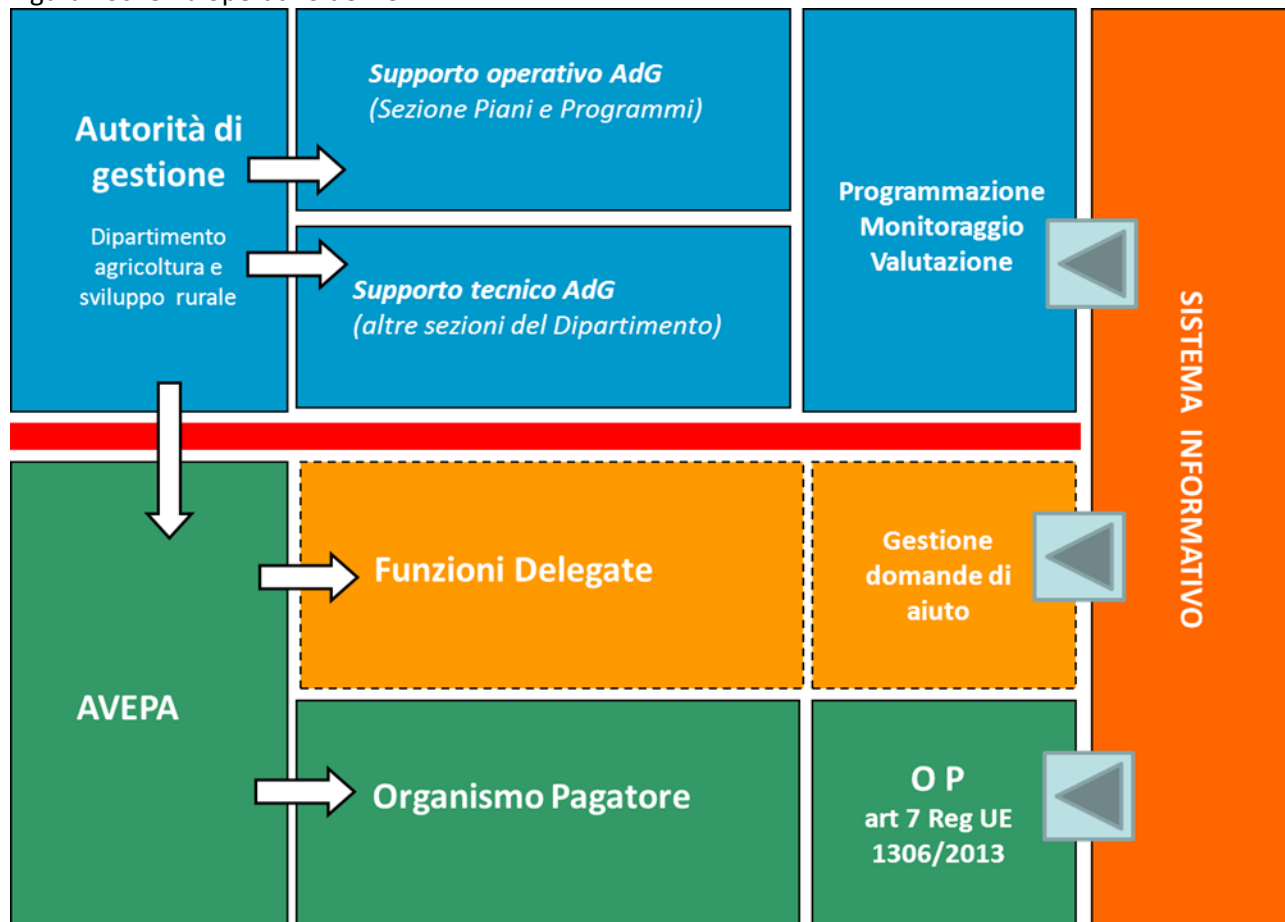 Supporto operativo AdG
(Sezione Piani e Programmi)
Autorità di
gestione
Dipartimento
agricoltura e
sviluppo rurale
Supporto tecnico AdG
(altre sezioni del Dipartimento)
Programmazione
Monitoraggio
Valutazione
SISTEMA INFORMATIVO
AVEPA
Funzioni Delegate
Gestione
domande di
aiuto
Organismo Pagatore
O P
art 7 Reg UE
1306/2013